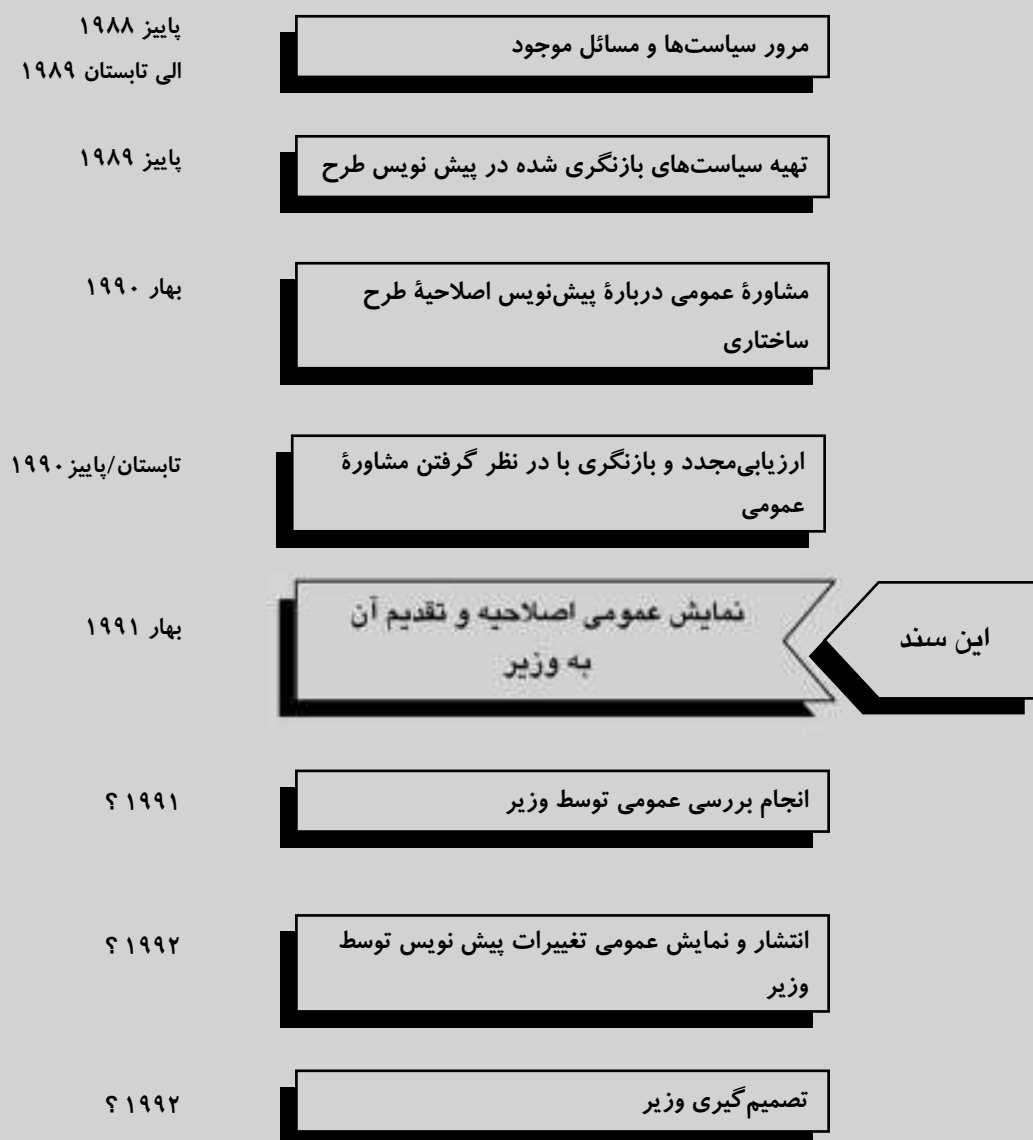 مرور سیاست‌ها و مسائل موجود
پاییز ۱۹۸۸
الی تابستان ۱۹۸۹
تهیه سیاست‌های بازنگری شده در پیش نویس طرح
پاییز ۱۹۸۹
مشاورهٔ عمومی دربارهٔ پیش‌نویس اصلاحیهٔ طرح
ساختاری
بهار ۱۹۹۰
ارزیابی‌مجدد و بازنگری با در نظر گرفتن مشاورهٔ
عمومی
تابستان/پاییز۱۹۹۰
این سند
نمایش عمومی اصلاحیه و تقدیم آن
به وزیر
بهار ۱۹۹۱
انجام بررسی عمومی توسط وزیر
۱۹۹۱ ؟
انتشار و نمایش عمومی تغییرات پیش نویس توسط
وزیر
۱۹۹۲ ؟
تصمیم‌گیری وزیر
۱۹۹۲ ؟